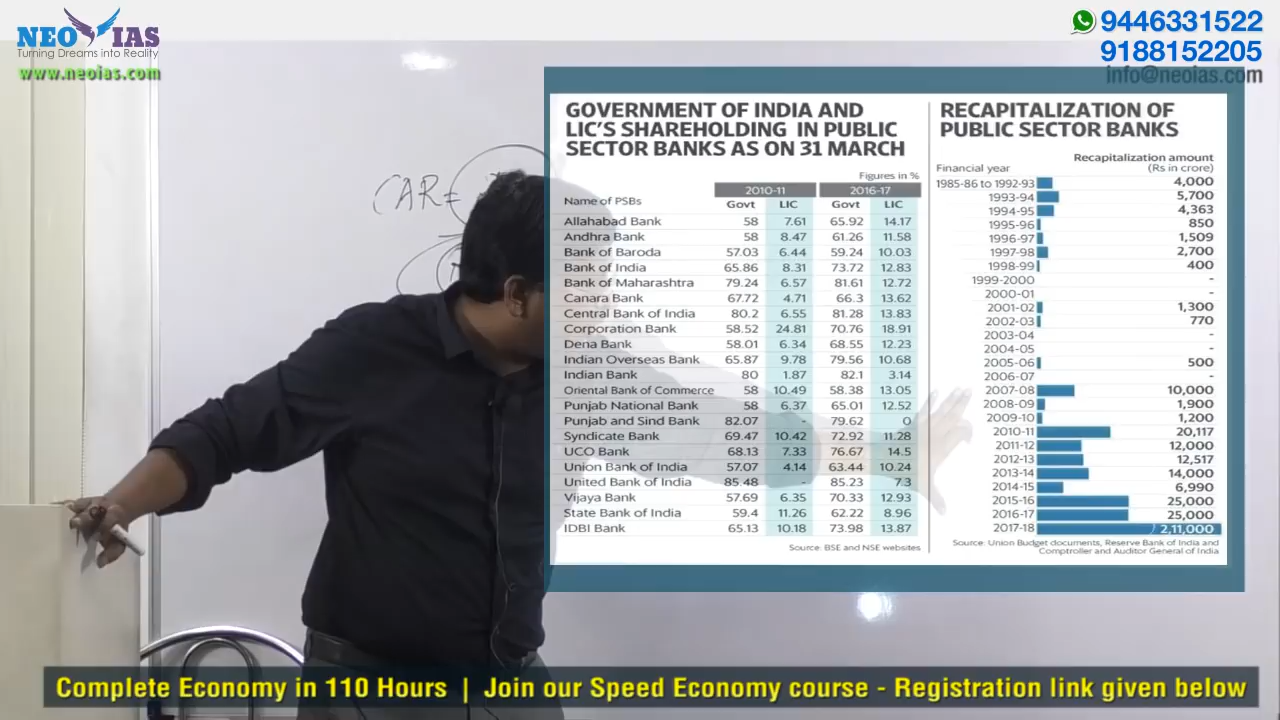 NEO IAS
Turning Dreams into Reality
www.neoias.com
9446331522
9188152205
info@neoias.com
CARE
GOVERNMENT OF INDIA AND
LIC'S SHAREHOLDING IN PUBLIC
SECTOR BANKS AS ON 31 MARCH
Figures in %
2010-11 2016-17
Name of PSBs Govt LIC Govt LIC
Allahabad Bank 58 7.61 65.92 14.17
Andhra Bank 58 8.47 61.26 11.58
Bank of Baroda 57.03 6.44 59.24 10.03
Bank of India 65.86 8.31 73.72 12.83
Bank of Maharashtra 79.24 6.57 81.61 12.72
Canara Bank 67.72 4.71 66.3 13.62
Central Bank of India 80.2 6.55 81.28 13.83
Corporation Bank 58.52 24.81 70.76 18.91
Dena Bank 58.01 6.34 68.55 12.23
Indian Overseas Bank 65.87 9.78 79.56 10.68
Indian Bank 80 1.87 82.1 3.14
Oriental Bank of Commerce 58 10.49 58.38 13.05
Punjab National Bank 58 6.37 65.01 12.52
Punjab and Sind Bank 82.07 79.62 0
Syndicate Bank 69.47 10.42 72.92 11.28
UCO Bank 68.13 7.33 76.67 14.5
Union Bank of India 57.07 4.14 63.44 10.24
United Bank of India 85.48 - 85.23 7.3
Vijaya Bank 57.69 6.35 70.33 12.93
State Bank of India 59.4 11.26 62.22 8.96
IDBI Bank 65.13 10.18 73.98 13.87
Source: BSE and NSE websites
RECAPITALIZATION OF
PUBLIC SECTOR BANKS
Recapitalization amount
Financial year (Rs in crore)
1985-86 to 1992-93 4,000
1993-94 5,700
1994-95 4,363
1995-96 850
1996-97 1,509
1997-98 2,700
1998-99 400
1999-2000 -
2000-01 -
2001-02 1,300
2002-03 770
2003-04 -
2004-05 -
2005-06 500
2006-07 -
2007-08 10,000
2008-09 1,900
2009-10 1,200
2010-11 20,117
2011-12 12,000
2012-13 12,517
2013-14 14,000
2014-15 6,990
2015-16 25,000
2016-17 25,000
2017-18 2,11,000
Source: Union Budget documents, Reserve Bank of India and
Comptroller and Auditor General of India
Complete Economy in 110 Hours | Join our Speed Economy course - Registration link given below